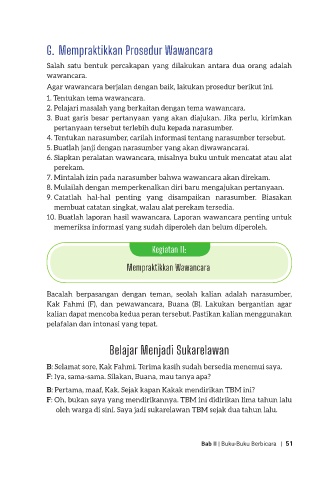 G. Mempraktikkan Prosedur Wawancara
Salah satu bentuk percakapan yang dilakukan antara dua orang adalah
wawancara.
Agar wawancara berjalan dengan baik, lakukan prosedur berikut ini.
1. Tentukan tema wawancara.
2. Pelajari masalah yang berkaitan dengan tema wawancara.
3. Buat garis besar pertanyaan yang akan diajukan. Jika perlu, kirimkan
pertanyaan tersebut terlebih dulu kepada narasumber.
4. Tentukan narasumber, carilah informasi tentang narasumber tersebut.
5. Buatlah janji dengan narasumber yang akan diwawancarai.
6. Siapkan peralatan wawancara, misalnya buku untuk mencatat atau alat
perekam.
7. Mintalah izin pada narasumber bahwa wawancara akan direkam.
8. Mulailah dengan memperkenalkan diri baru mengajukan pertanyaan.
9. Catatlah hal-hal penting yang disampaikan narasumber. Biasakan
membuat catatan singkat, walau alat perekam tersedia.
10. Buatlah laporan hasil wawancara. Laporan wawancara penting untuk
memeriksa informasi yang sudah diperoleh dan belum diperoleh.
Kegiatan 11:
Mempraktikkan Wawancara
Bacalah berpasangan dengan teman, seolah kalian adalah narasumber,
Kak Fahmi (F), dan pewawancara, Buana (B). Lakukan bergantian agar
kalian dapat mencoba kedua peran tersebut. Pastikan kalian menggunakan
pelafalan dan intonasi yang tepat.
Belajar Menjadi Sukarelawan
B: Selamat sore, Kak Fahmi. Terima kasih sudah bersedia menemui saya.
F: Iya, sama-sama. Silakan, Buana, mau tanya apa?
B: Pertama, maaf, Kak. Sejak kapan Kakak mendirikan TBM ini?
F: Oh, bukan saya yang mendirikannya. TBM ini didirikan lima tahun lalu
oleh warga di sini. Saya jadi sukarelawan TBM sejak dua tahun lalu.
Bab II | Buku-Buku Berbicara | 51